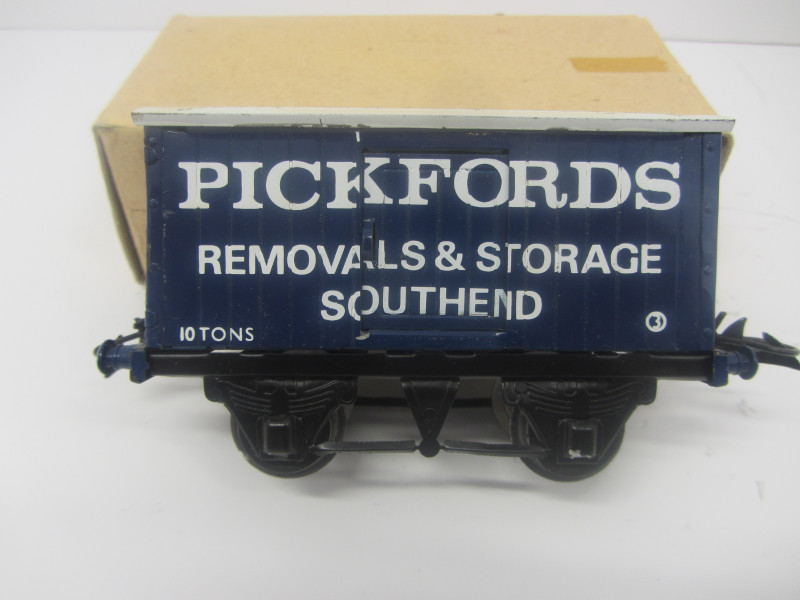 PICKFORDS
REMOVALS & STORAGE
SOUTHEND
10 TONS
3